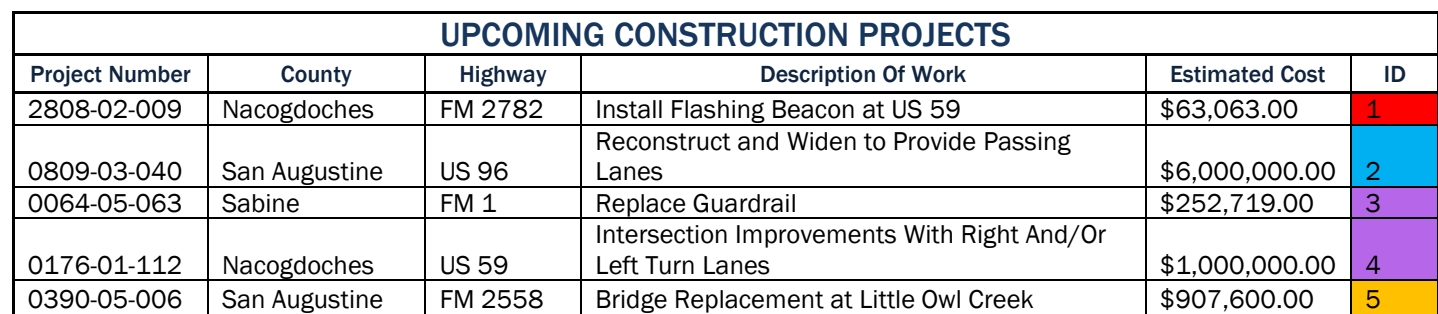 UPCOMING CONSTRUCTION PROJECTS
Project Number County Highway Description Of Work Estimated Cost ID
2808-02-009 Nacogdoches FM 2782 Install Flashing Beacon at US 59 $63,063.00 1
Reconstruct and Widen to Provide Passing
0809-03-040 San Augustine US 96 Lanes $6,000,000.00 2
0064-05-063 Sabine FM 1 Replace Guardrail $252,719.00 3
Intersection Improvements With Right And/Or
0176-01-112 Nacogdoches US 59 Left Turn Lanes $1,000,000.00 4
0390-05-006 San Augustine FM 2558 Bridge Replacement at Little Owl Creek $907,600.00 5